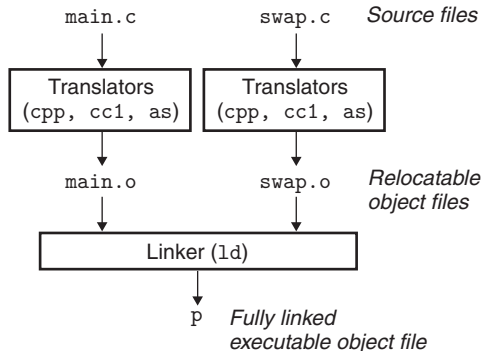 main.c
swap.c
Source files
Translators
(cpp, cc1, as)
Translators
(cpp, cc1, as)
main.o
swap.o
Relocatable
object files
Linker (ld)
p
Fully linked
executable object file